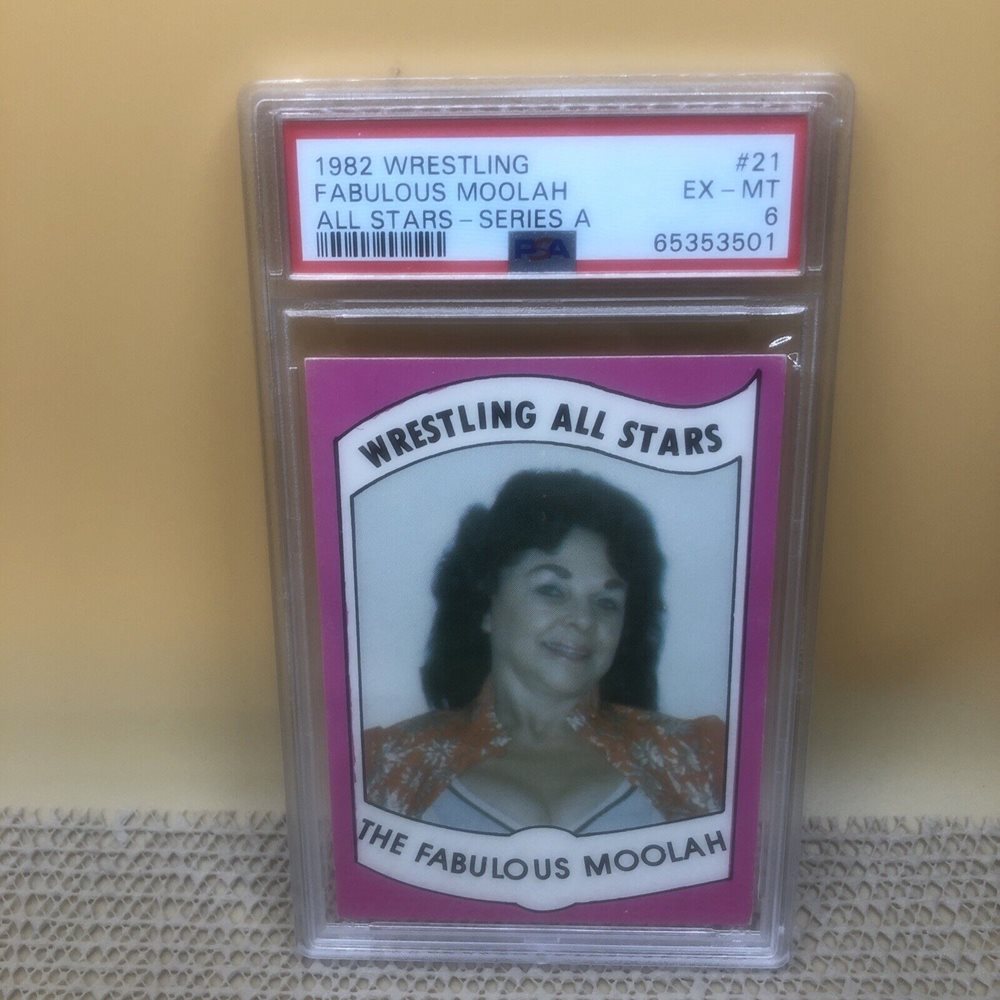 1982 WRESTLING #21
FABULOUS MOOLAH EX-MT
ALL STARS-SERIES A 6
PSA 65353501
WRESTLING ALL STARS
THE FABULOUS MOOLAH